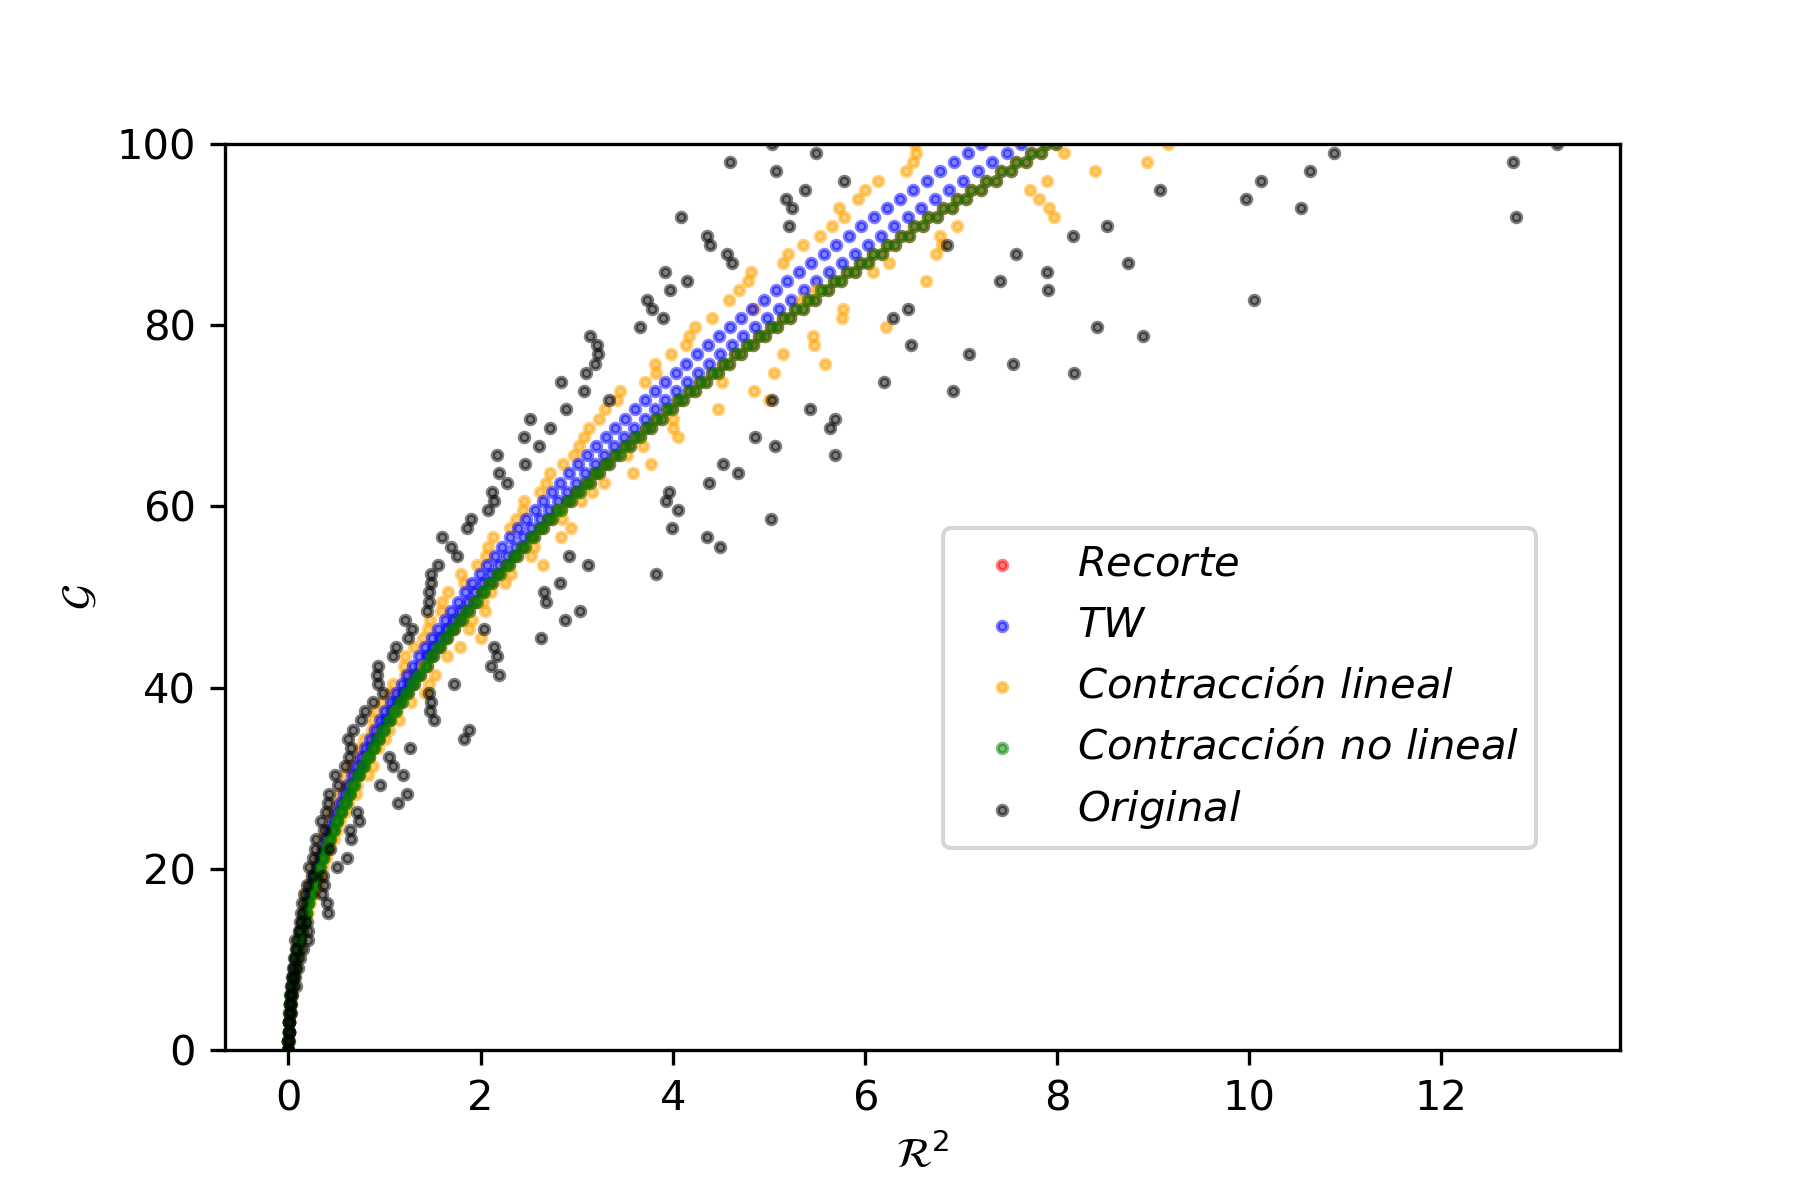 100
80
60
40
20
0
𝒢
Recorte
TW
Contracción lineal
Contracción no lineal
Original
0 2 4 6 8 10 12
ℛ²